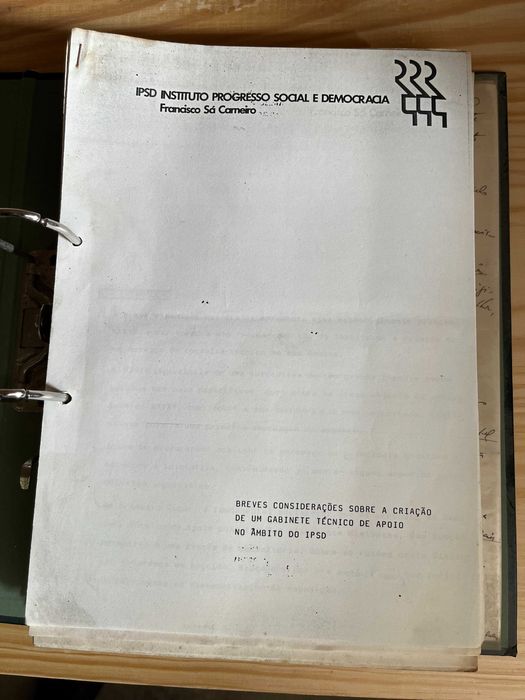 IPSD INSTITUTO PROGRESSO SOCIAL E DEMOCRACIA
Francisco Sá Carneiro
BREVES CONSIDERAÇÕES SOBRE A CRIAÇÃO
DE UM GABINETE TÉCNICO DE APOIO
NO ÂMBITO DO IPSD